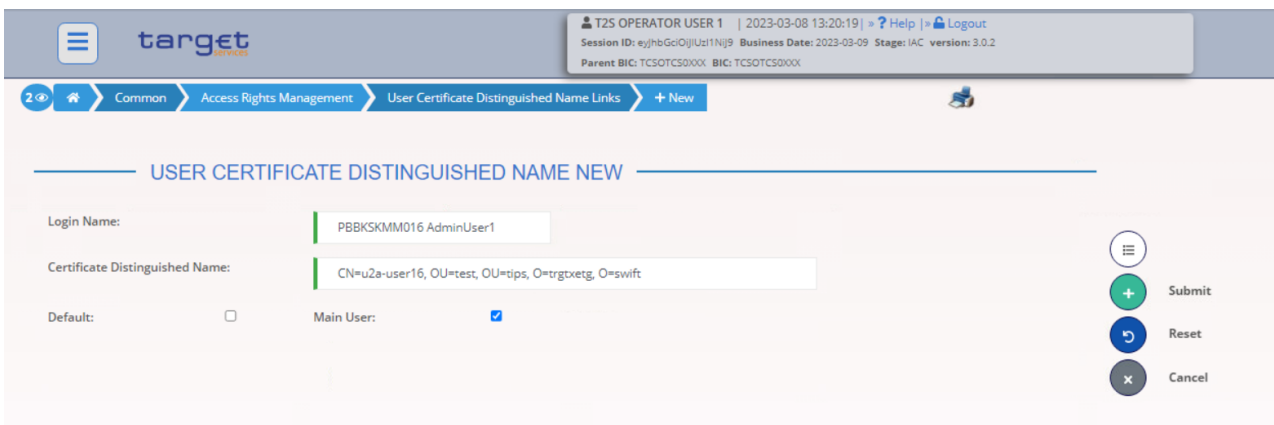 T2S OPERATOR USER 1 | 2023-03-08 13:20:19| » ? Help |» Logout
Session ID: eyJhbGciOiJIUzI1NiJ9 Business Date: 2023-03-09 Stage: IAC version: 3.0.2
Parent BIC: TCSOTCS0XXX BIC: TCSOTCS0XXX
target
services
2 Common Access Rights Management User Certificate Distinguished Name Links + New
USER CERTIFICATE DISTINGUISHED NAME NEW
Login Name: PBBKSKMM016 AdminUser1
Certificate Distinguished Name: CN=u2a-user16, OU=test, OU=tips, O=trgtxetg, O=swift
Default: Main User:
Submit
Reset
Cancel